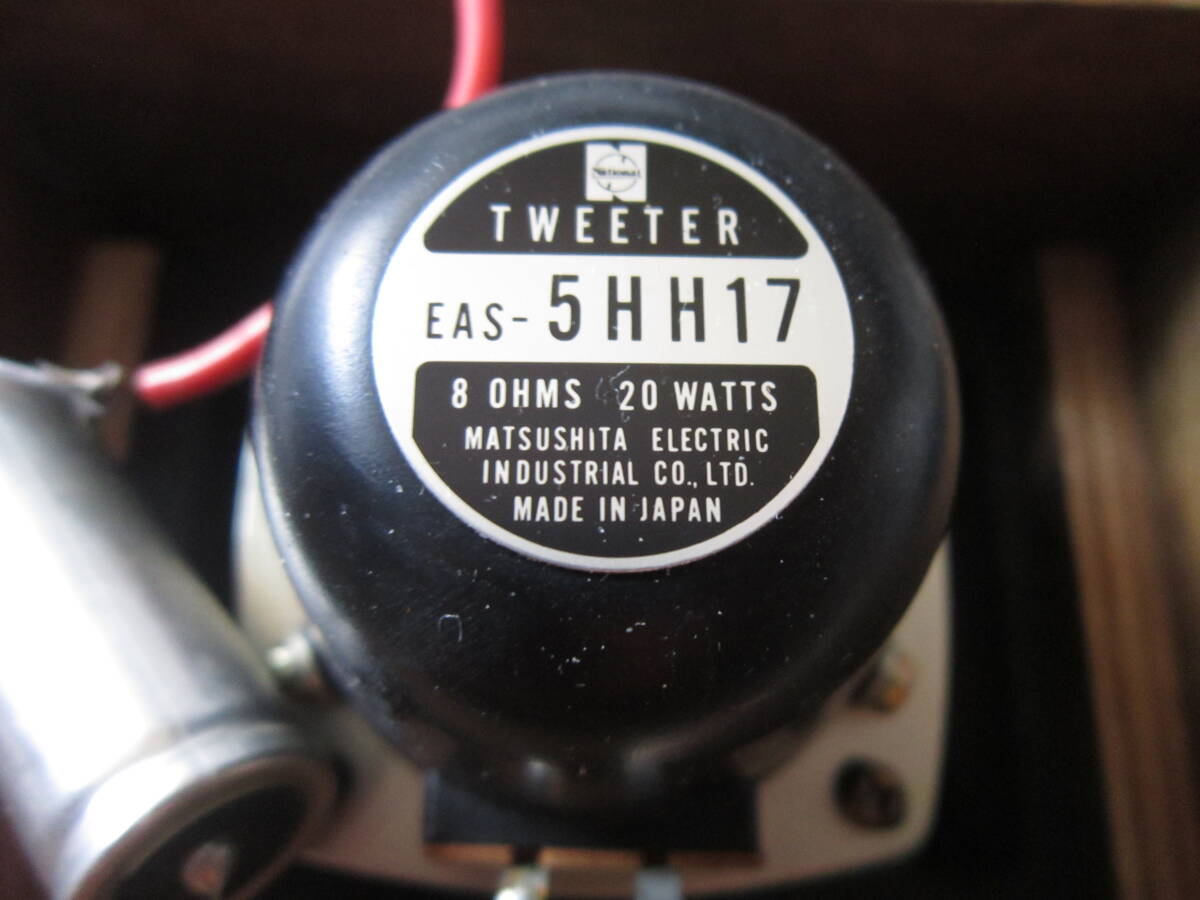 National
TWEETER
EAS-5HH17
8 OHMS 20 WATTS
MATSUSHITA ELECTRIC
INDUSTRIAL CO., LTD.
MADE IN JAPAN